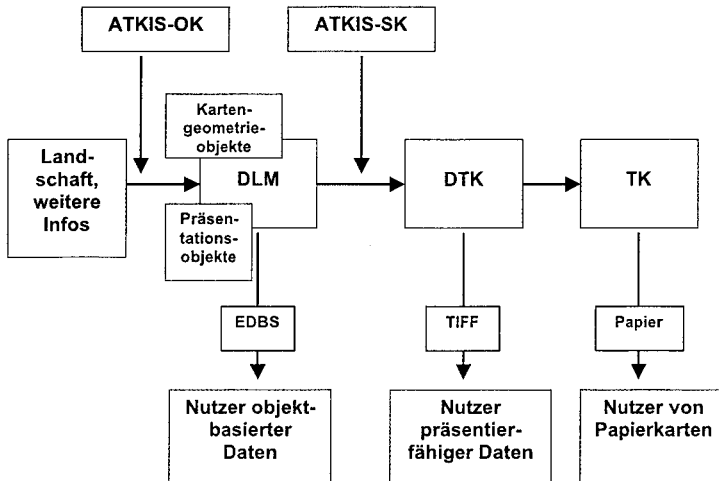 ATKIS-OK
ATKIS-SK
Karten-
geometrie-
objekte
Land-
schaft,
weitere
Infos
DLM
DTK
TK
Präsen-
tations-
objekte
EDBS
TIFF
Papier
Nutzer objekt-
basierter
Daten
Nutzer
präsentier-
fähiger Daten
Nutzer von
Papierkarten